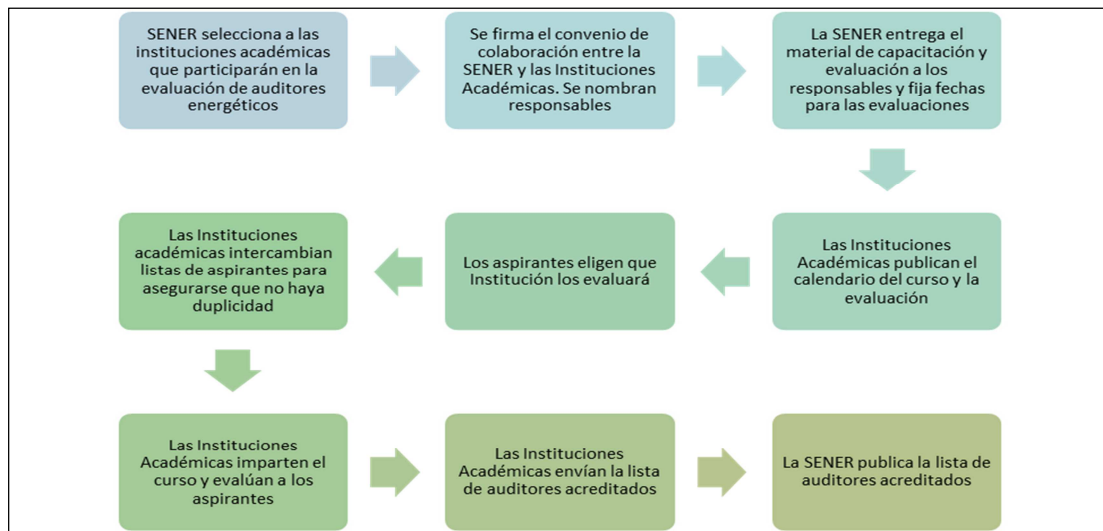 SENER selecciona a las
instituciones académicas
que participarán en la
evaluación de auditores
energéticos
Se firma el convenio de
colaboración entre la
SENER y las Instituciones
Académicas. Se nombran
responsables
La SENER entrega el
material de capacitación y
evaluación a los
responsables y fija fechas
para las evaluaciones
Las Instituciones
Académicas publican el
calendario del curso y la
evaluación
Los aspirantes eligen que
Institución los evaluará
Las Instituciones
académicas intercambian
listas de aspirantes para
asegurarse que no haya
duplicidad
Las Instituciones
Académicas imparten el
curso y evalúan a los
aspirantes
Las Instituciones
Académicas envían la lista
de auditores acreditados
La SENER publica la lista de
auditores acreditados